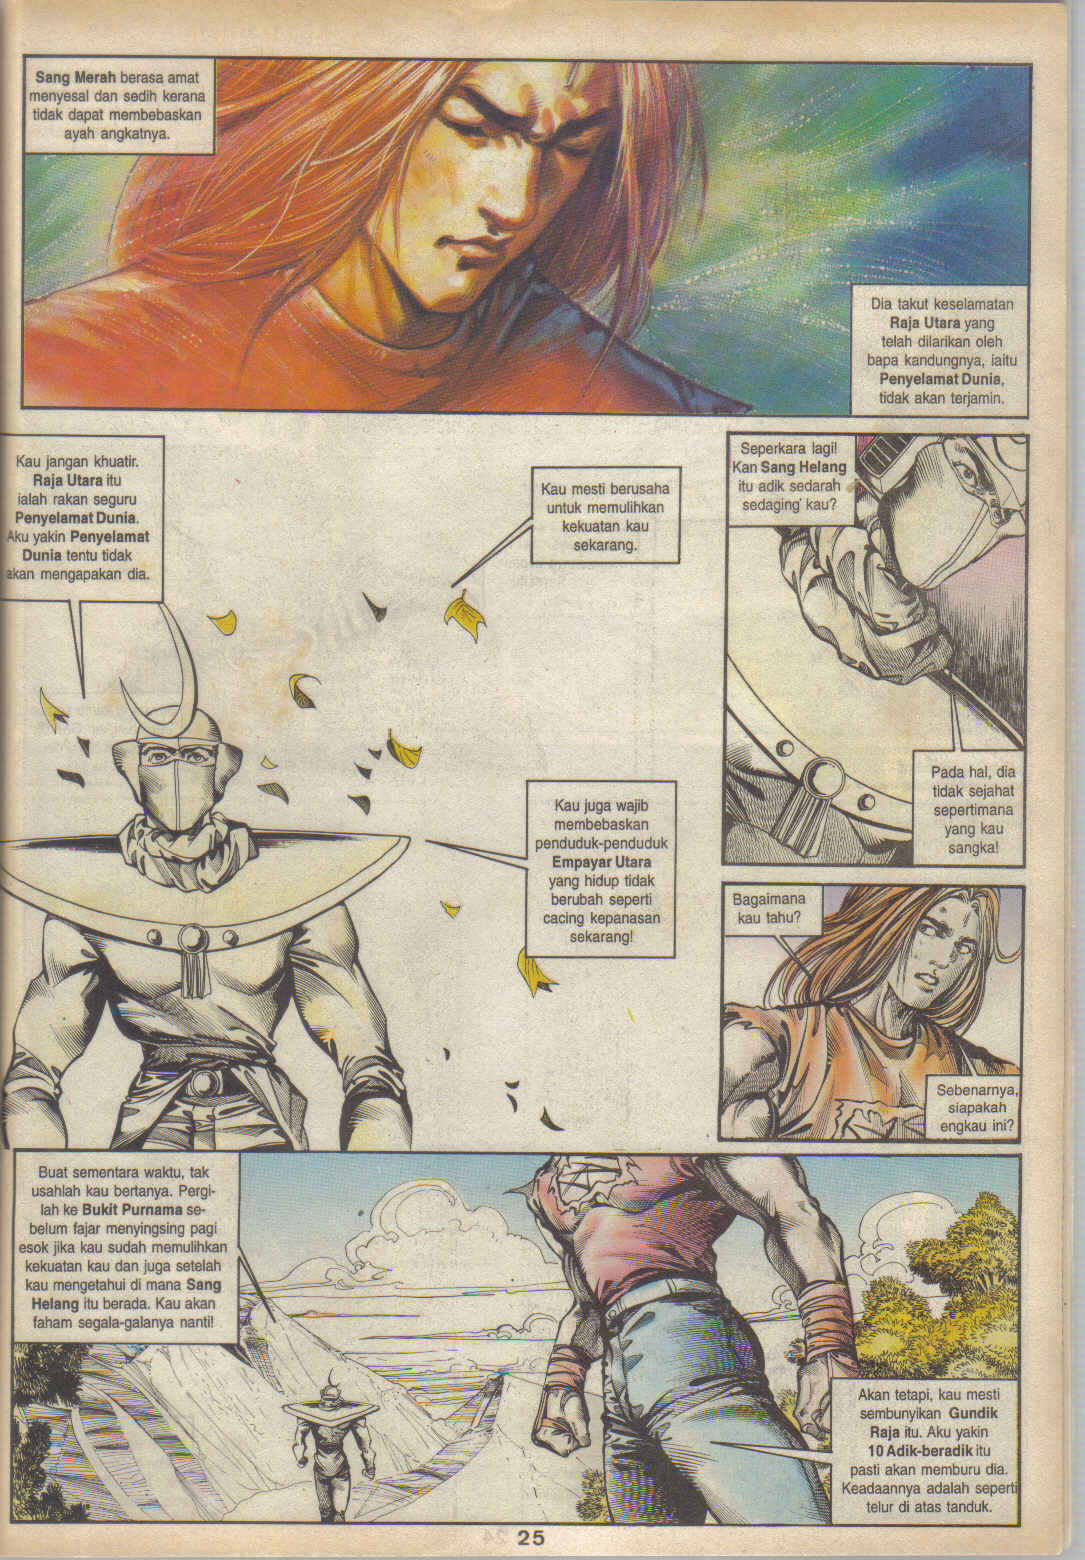 Sang Merah berasa amat
menyesal dan sedih kerana
tidak dapat membebaskan
ayah angkatnya.
Dia takut keselamatan
Raja Utara yang
telah dilarikan oleh
bapa kandungnya, iaitu
Penyelamat Dunia,
tidak akan terjamin.
Kau jangan khuatir.
Raja Utara itu
ialah rakan seguru
Penyelamat Dunia.
Aku yakin Penyelamat
Dunia tentu tidak
akan mengapakan dia.
Kau mesti berusaha
untuk memulihkan
kekuatan kau
sekarang.
Kau juga wajib
membebaskan
penduduk-penduduk
Empayar Utara
yang hidup tidak
berubah seperti
cacing kepanasan
sekarang!
Seperkara lagi!
Kan Sang Helang
itu adik sedarah
sedaging' kau?
Pada hal, dia
tidak sejahat
sepertimana
yang kau
sangka!
Bagaimana
kau tahu?
Sebenarnya,
siapakah
engkau ini?
Buat sementara waktu, tak
usahlah kau bertanya. Pergi-
lah ke Bukit Purnama se-
belum fajar menyingsing pagi
esok jika kau sudah memulihkan
kekuatan kau dan juga setelah
kau mengetahui di mana Sang
Helang itu berada. Kau akan
faham segala-galanya nanti!
Akan tetapi, kau mesti
sembunyikan Gundik
Raja itu. Aku yakin
10 Adik-beradik itu
pasti akan memburu dia.
Keadaannya adalah seperti
telur di atas tanduk.
25